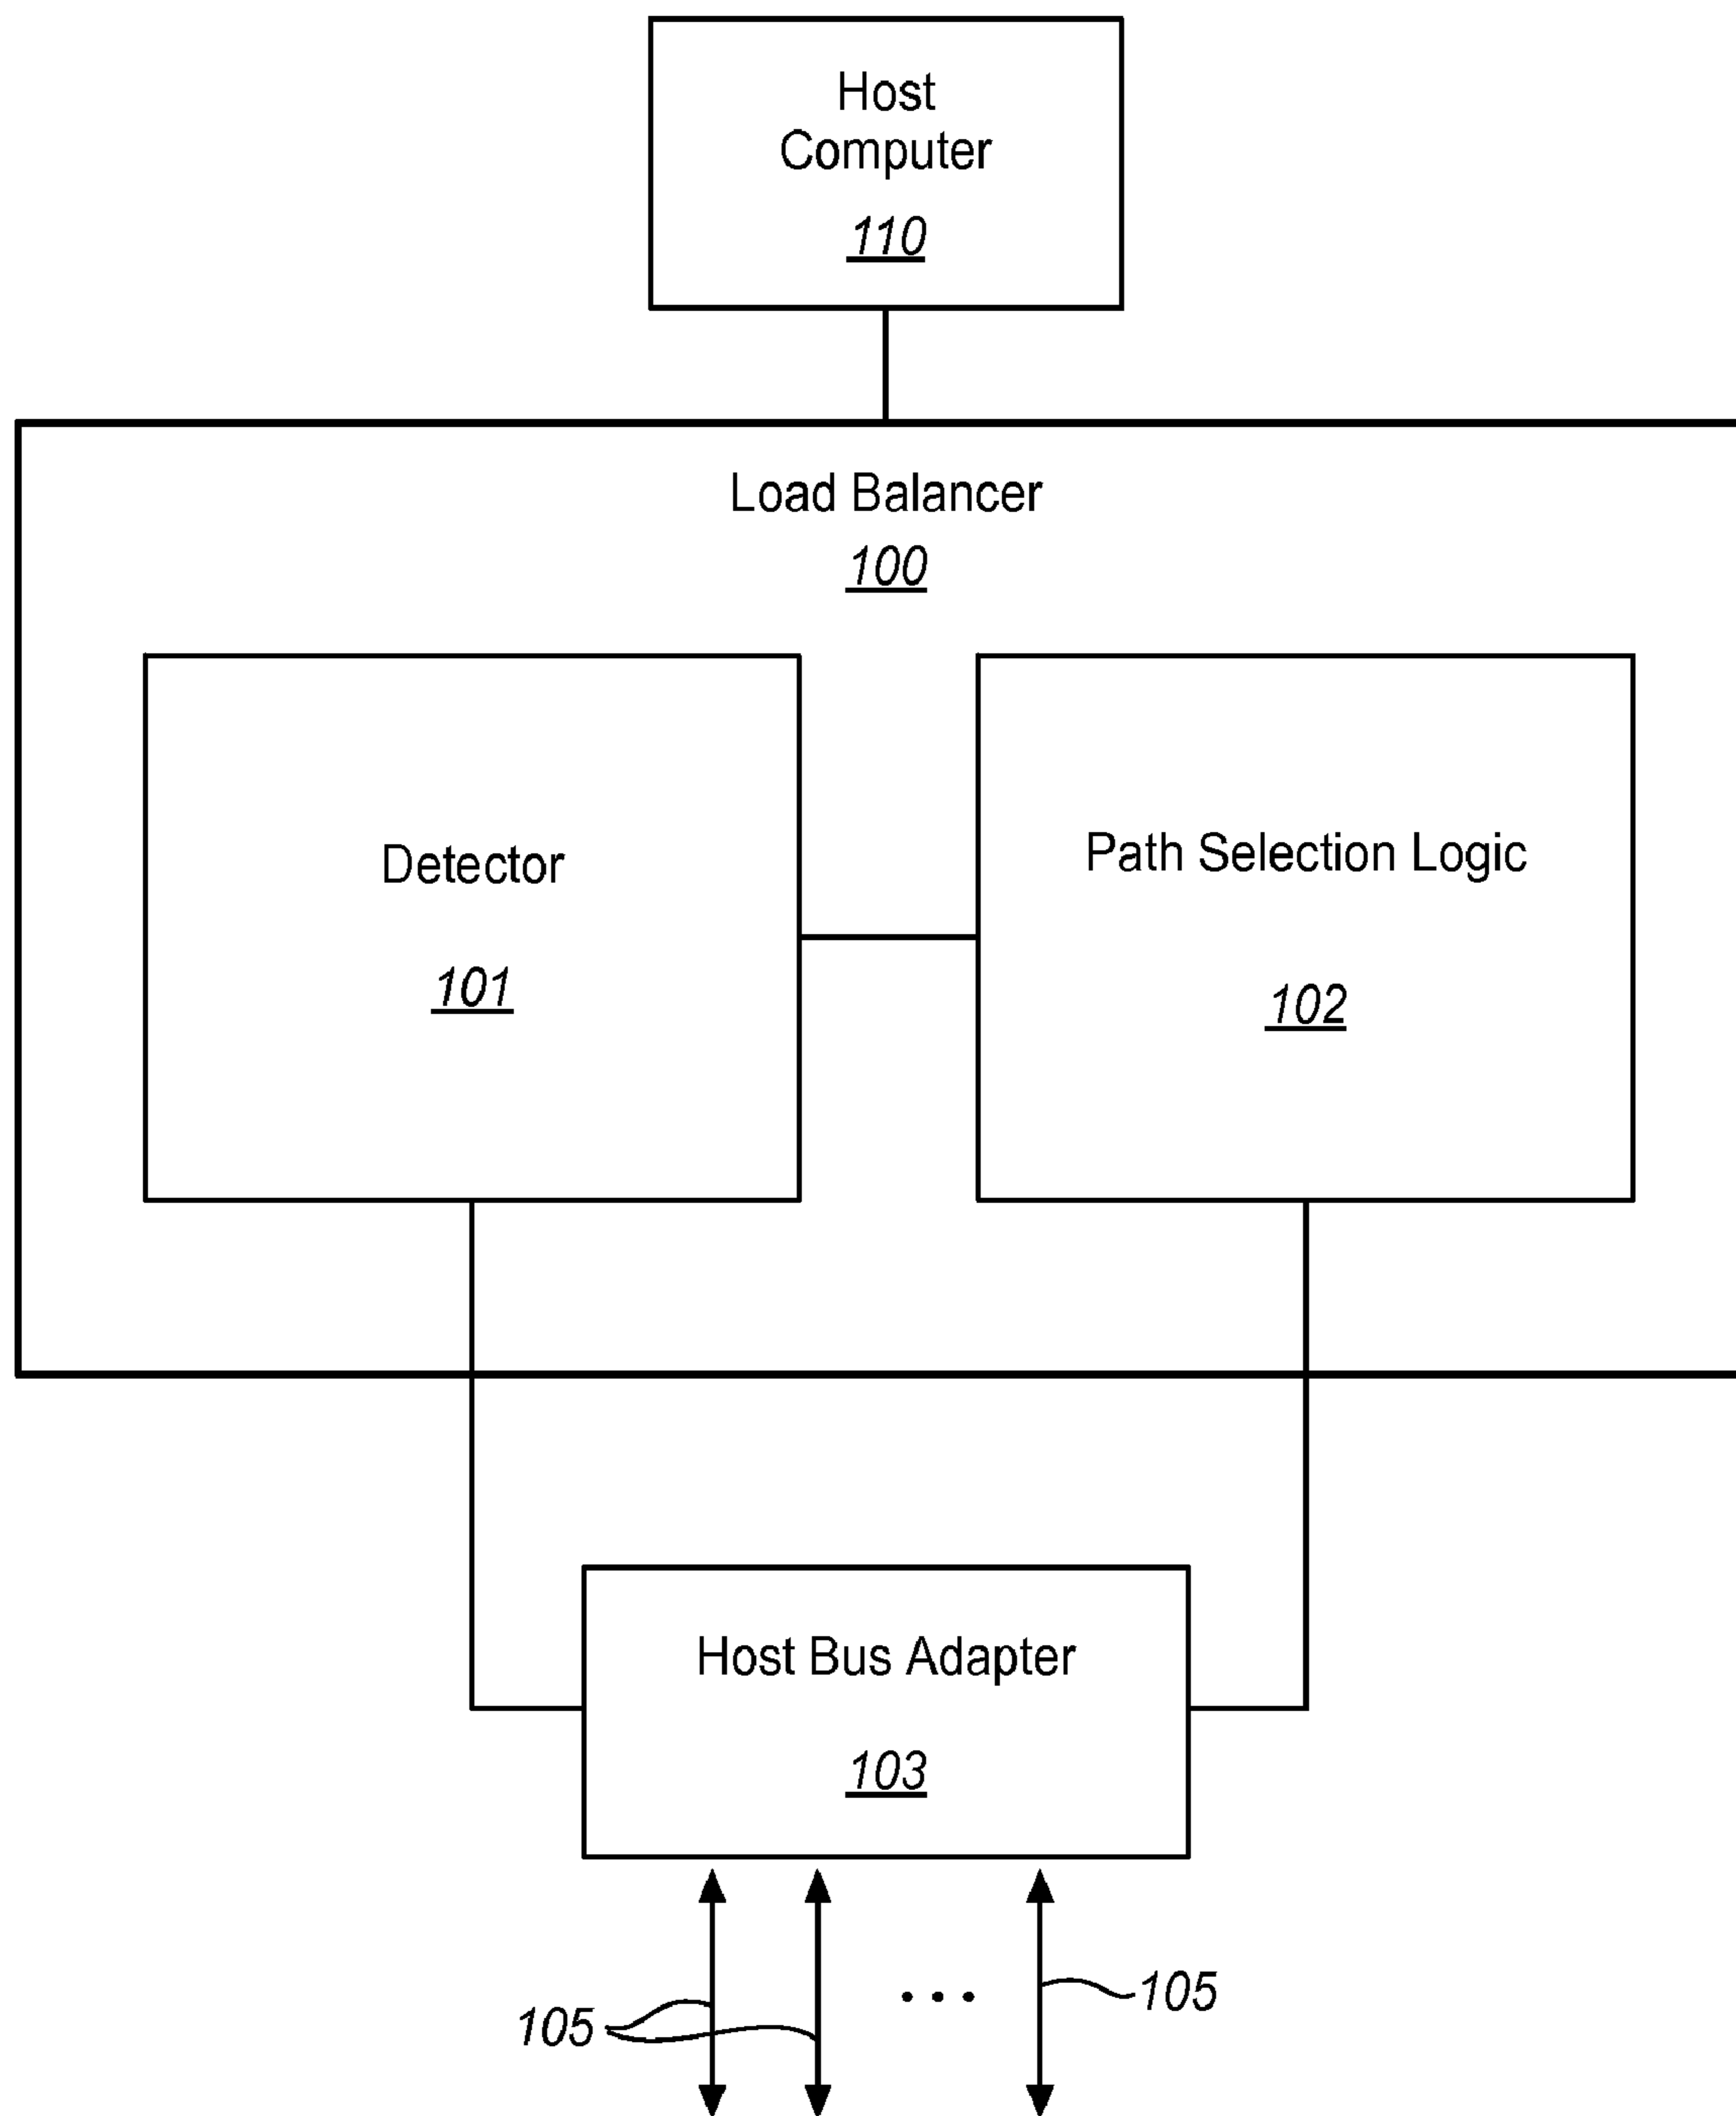 Host
Computer
110
Load Balancer
100
Detector
101
Path Selection Logic
102
Host Bus Adapter
103
105
105